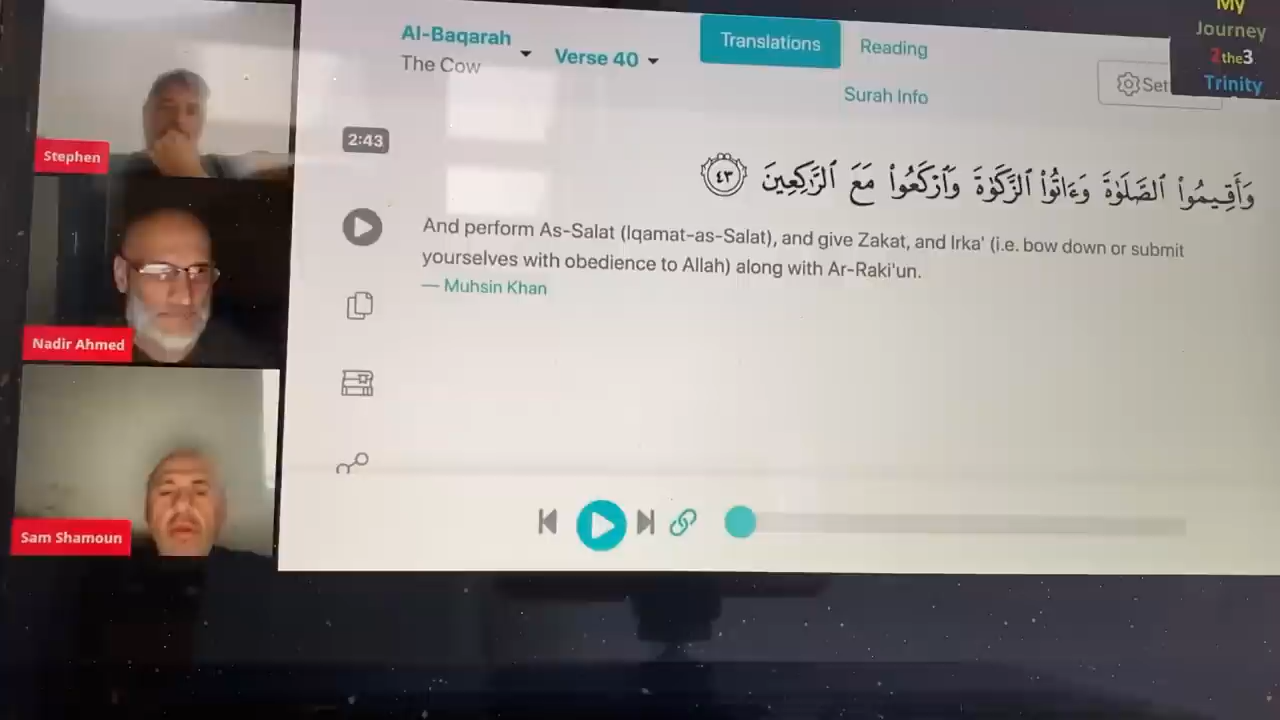 My
Journey
2the3
Trinity
Al-Baqarah
The Cow
Verse 40
Translations
Reading
Surah Info
Set
2:43
وَأَقِيمُوا۟ ٱلصَّلَوٰةَ وَءَاتُوا۟ ٱلزَّكَوٰةَ وَٱرْكَعُوا۟ مَعَ ٱلرَّٰكِعِينَ ٤٣
And perform As-Salat (Iqamat-as-Salat), and give Zakat, and Irka' (i.e. bow down or submit
yourselves with obedience to Allah) along with Ar-Raki'un.
— Muhsin Khan
Stephen
Nadir Ahmed
Sam Shamoun